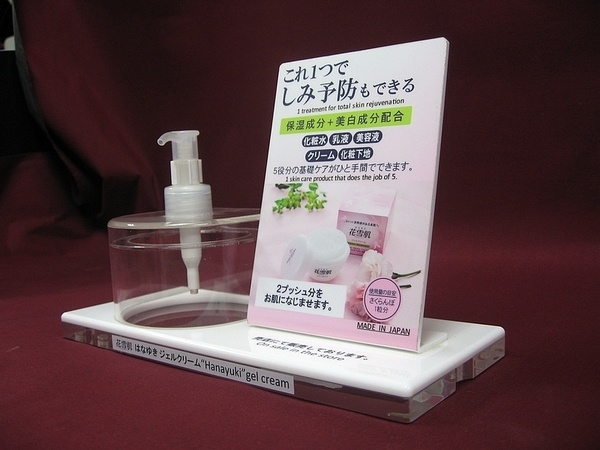 これ1つで
しみ予防もできる
1 treatment for total skin rejuvenation
保湿成分+美白成分配合
化粧水 乳液 美容液
クリーム 化粧下地
5役分の基礎ケアがひと手間でできます。
1 skin care product that does the job of 5.
花雪肌
花雪肌
2プッシュ分を
お肌になじませます。
使用量の目安
さくらんぼ
1粒分
MADE IN JAPAN
売店にて販売しております。
On sale in the store
花雪肌 はなゆき ジェルクリーム"Hanayuki"gel cream